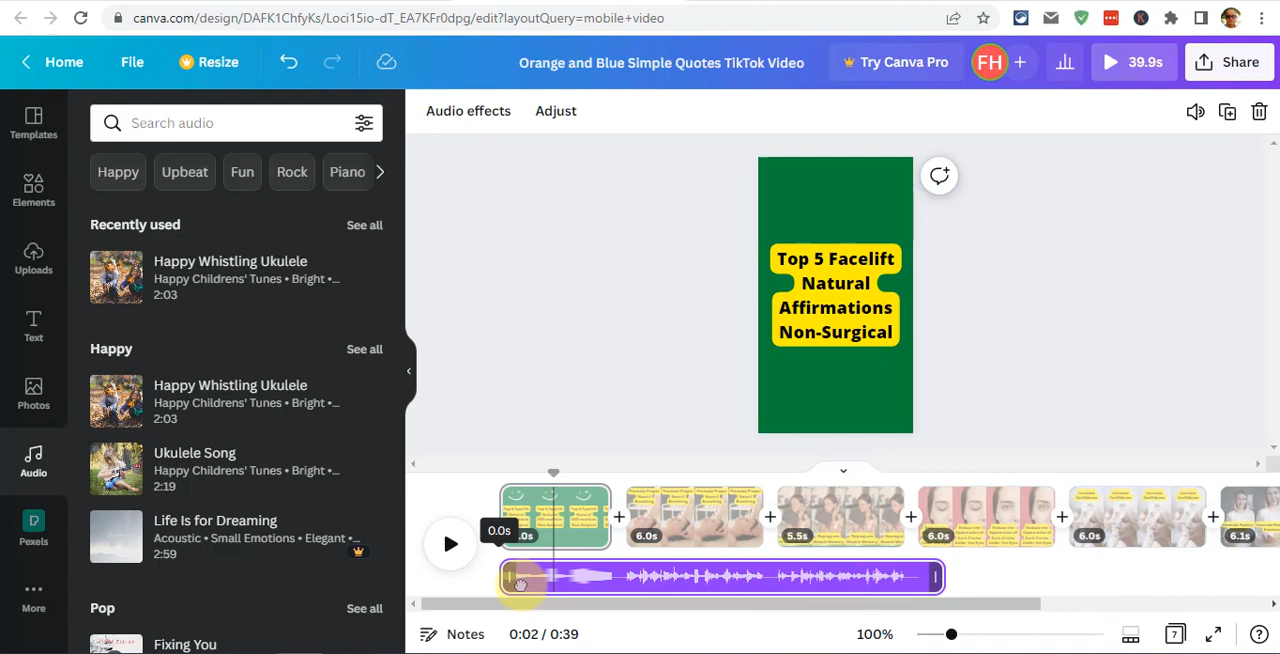 canva.com/design/DAFK1ChfyKs/Loci15io-dT_EA7KFr0dpg/edit?layoutQuery=mobile+video
Home
File
Resize
Orange and Blue Simple Quotes TikTok Video
Try Canva Pro
FH
39.9s
Share
Templates
Elements
Uploads
Text
Photos
Audio
Pexels
More
Search audio
Happy
Upbeat
Fun
Rock
Piano
Recently used
See all
Happy Whistling Ukulele
Happy Childrens' Tunes • Bright •...
2:03
Happy
See all
Happy Whistling Ukulele
Happy Childrens' Tunes • Bright •...
2:03
Ukulele Song
Happy Childrens' Tunes • Bright •...
2:19
Life Is for Dreaming
Acoustic • Small Emotions • Elegant •...
2:59
Pop
See all
Fixing You
Audio effects
Adjust
Top 5 Facelift
Natural
Affirmations
Non-Surgical
0.0s
6.0s
5.5s
6.0s
6.0s
6.1s
Notes
0:02 / 0:39
100%
7